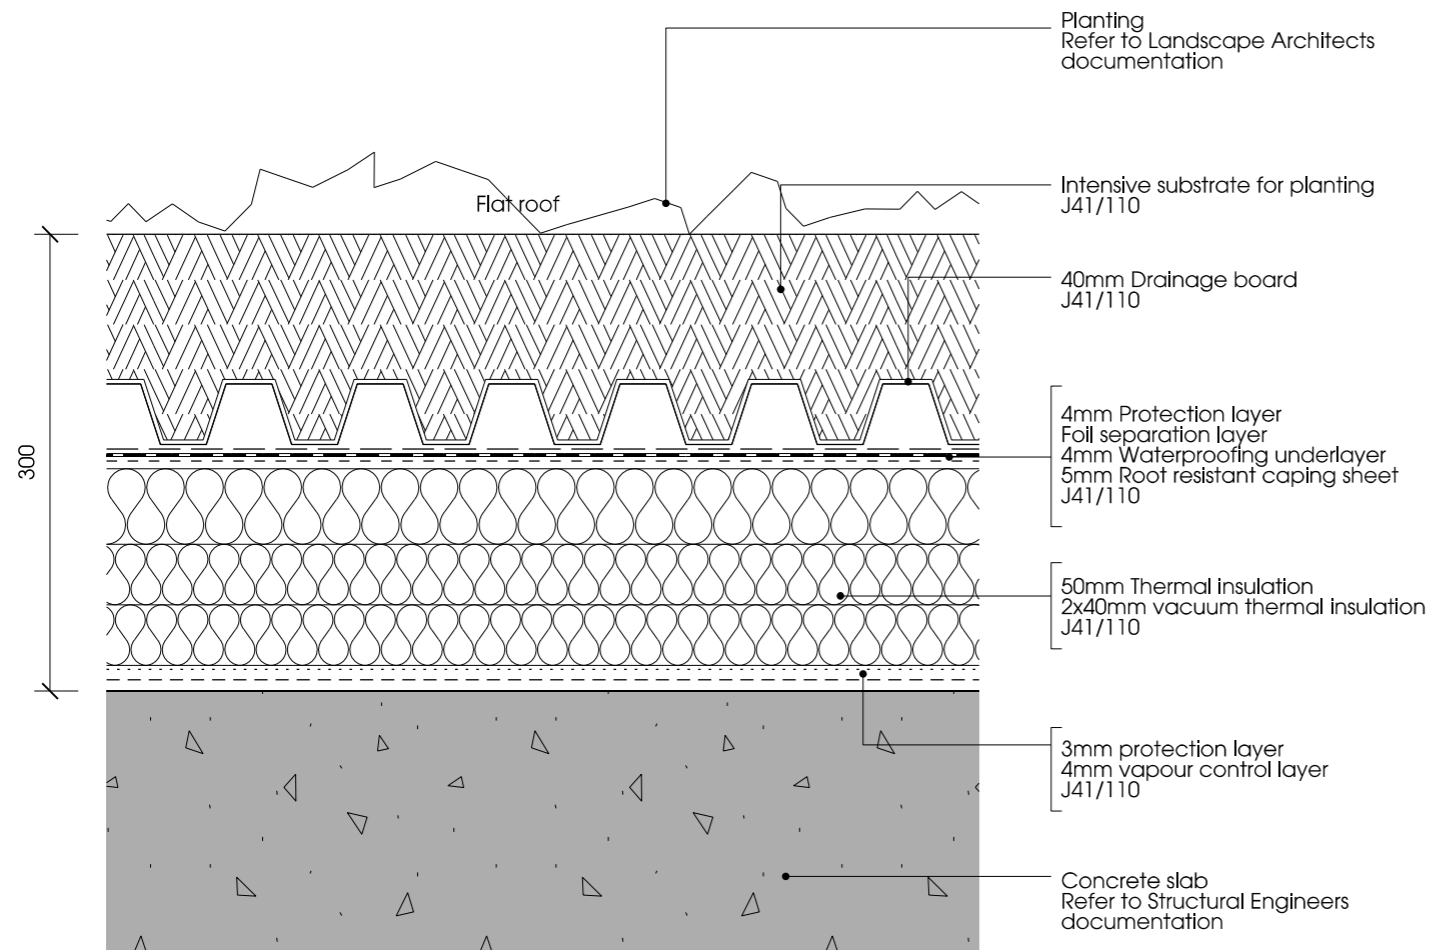 Planting
Refer to Landscape Architects
documentation
Flat roof
Intensive substrate for planting
J41/110
40mm Drainage board
J41/110
300
4mm Protection layer
Foil separation layer
4mm Waterproofing underlayer
5mm Root resistant caping sheet
J41/110
50mm Thermal insulation
2x40mm vacuum thermal insulation
J41/110
3mm protection layer
4mm vapour control layer
J41/110
Concrete slab
Refer to Structural Engineers
documentation